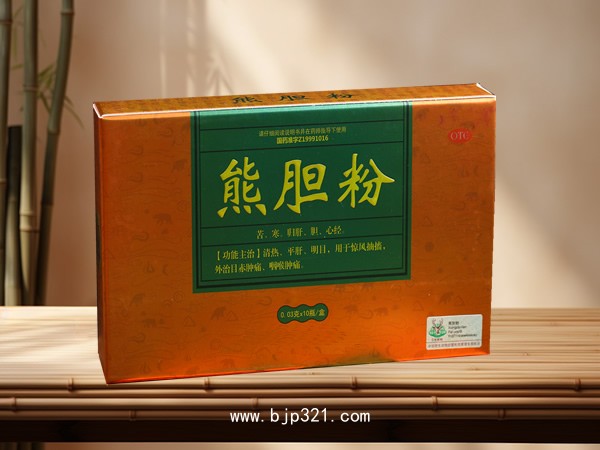 熊胆粉
请仔细阅读说明书并在药师指导下使用
国药准字Z19991016
OTC
熊胆粉
苦、寒。归肝、胆、心经。
【功能主治】清热、平肝、明目,用于惊风抽搐,
外治目赤肿痛、咽喉肿痛。
0.03克x10瓶/盒
www.bjp321.com